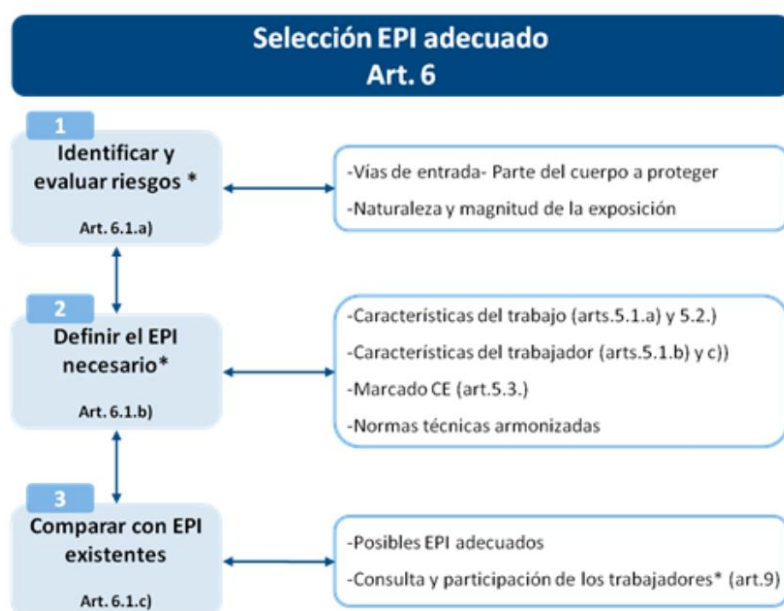 Selección EPI adecuado
Art. 6
1
Identificar y
evaluar riesgos *
Art. 6.1.a)
-Vías de entrada- Parte del cuerpo a proteger
-Naturaleza y magnitud de la exposición
2
Definir el EPI
necesario*
Art. 6.1.b)
-Características del trabajo (arts.5.1.a) y 5.2.)
-Características del trabajador (arts.5.1.b) y c))
-Marcado CE (art.5.3.)
-Normas técnicas armonizadas
3
Comparar con EPI
existentes
Art. 6.1.c)
-Posibles EPI adecuados
-Consulta y participación de los trabajadores* (art.9)